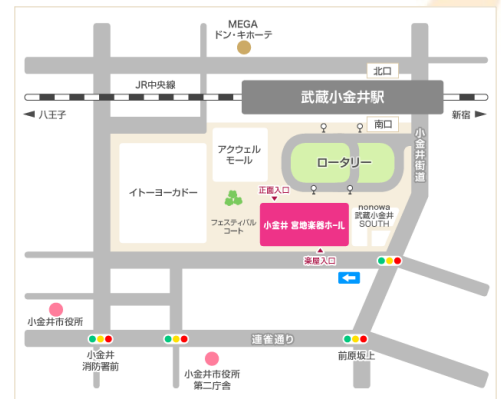 MEGA
ドン・キホーテ
北口
JR中央線
武蔵小金井駅
八王子
新宿
南口
小金井街道
アクウェル
モール
ロータリー
イトーヨーカドー
正面入口
フェスティバル
コート
小金井 宮地楽器ホール
nonowa
武蔵小金井
SOUTH
楽屋入口
小金井市役所
連雀通り
小金井
消防署前
前原坂上
小金井市役所
第二庁舎